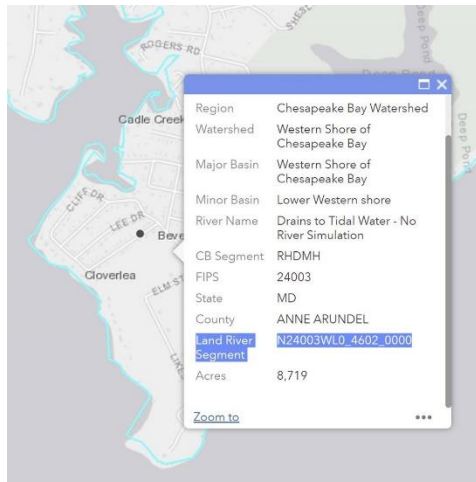 ROGERS RD
Deep Pond
Cadle Creek
CLIFF DR
LEE DR
Beve
Cloverlea
ELM ST
Deep Pond
Region Chesapeake Bay Watershed
Watershed Western Shore of
Chesapeake Bay
Major Basin Western Shore of
Chesapeake Bay
Minor Basin Lower Western shore
River Name Drains to Tidal Water - No
River Simulation
CB Segment RHDMH
FIPS 24003
State MD
County ANNE ARUNDEL
Land River N24003WL0_4602_0000
Segment
Acres 8,719
Zoom to